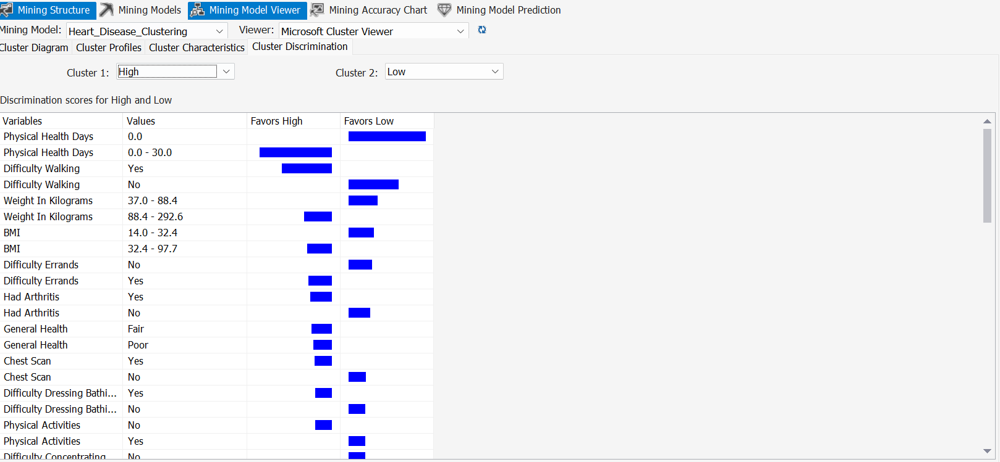 Mining Structure Mining Models Mining Model Viewer Mining Accuracy Chart Mining Model Prediction
Mining Model: Heart_Disease_Clustering Viewer: Microsoft Cluster Viewer
Cluster Diagram Cluster Profiles Cluster Characteristics Cluster Discrimination
Cluster 1: High Cluster 2: Low
Discrimination scores for High and Low
Variables Values Favors High Favors Low
Physical Health Days 0.0
Physical Health Days 0.0 - 30.0
Difficulty Walking Yes
Difficulty Walking No
Weight In Kilograms 37.0 - 88.4
Weight In Kilograms 88.4 - 292.6
BMI 14.0 - 32.4
BMI 32.4 - 97.7
Difficulty Errands No
Difficulty Errands Yes
Had Arthritis Yes
Had Arthritis No
General Health Fair
General Health Poor
Chest Scan Yes
Chest Scan No
Difficulty Dressing Bathi... Yes
Difficulty Dressing Bathi... No
Physical Activities No
Physical Activities Yes
Difficulty Concentrating No